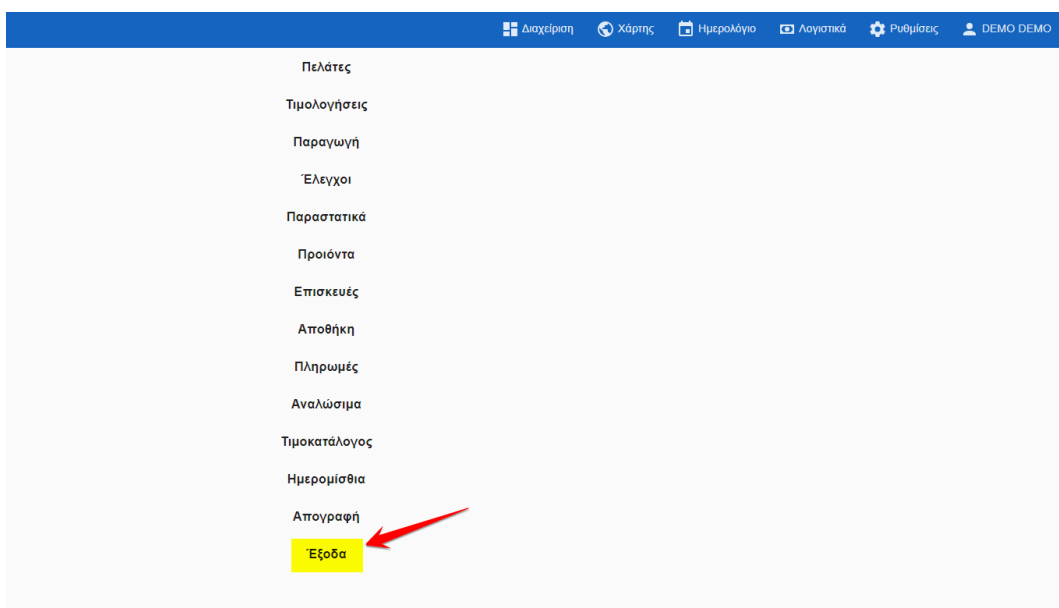 Διαχείριση Χάρτης Ημερολόγιο Λογιστικά Ρυθμίσεις DEMO DEMO
Πελάτες
Τιμολογήσεις
Παραγωγή
Έλεγχοι
Παραστατικά
Προιόντα
Επισκευές
Αποθήκη
Πληρωμές
Αναλώσιμα
Τιμοκατάλογος
Ημερομίσθια
Απογραφή
Έξοδα